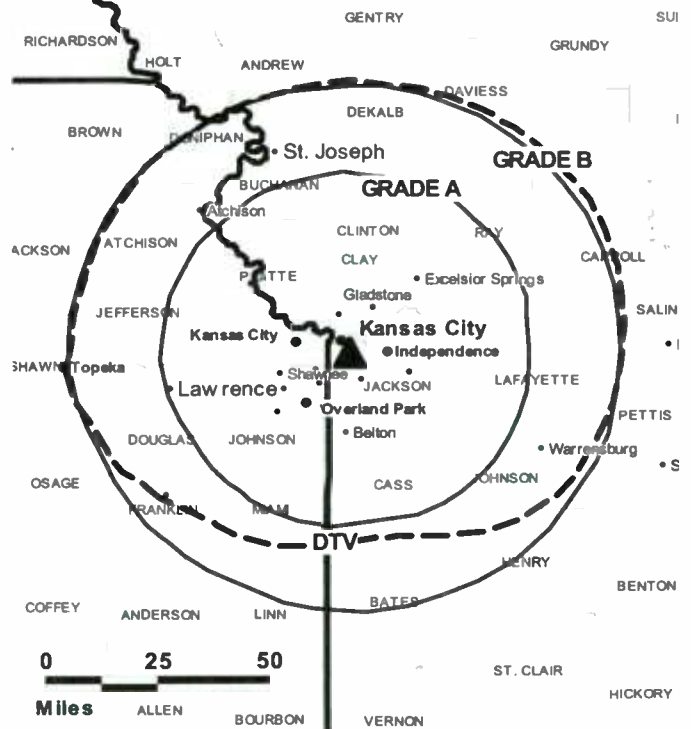 GENTRY
SUI
RICHARDSON
GRUNDY
HOLT
ANDREW
DAVIESS
DEKALB
BROWN
DONIPHAN
St. Joseph
GRADE B
BUCHANAN
GRADE A
Atchison
CLINTON
RAY
ACKSON
ATCHISON
CLAY
CARROLL
PLATTE
Excelsior Springs
Gladstone
JEFFERSON
SALIN
Kansas City
Kansas City
Independence
SHAWN
Topeka
Shawnee
JACKSON
LAFAYETTE
Lawrence
Overland Park
PETTIS
Belton
DOUGLAS
JOHNSON
Warrensburg
S
OSAGE
CASS
JOHNSON
FRANKLIN
MIAMI
DTV
HENRY
BENTON
COFFEY
ANDERSON
LINN
BATES
0 25 50
Miles
ST. CLAIR
HICKORY
ALLEN
BOURBON
VERNON